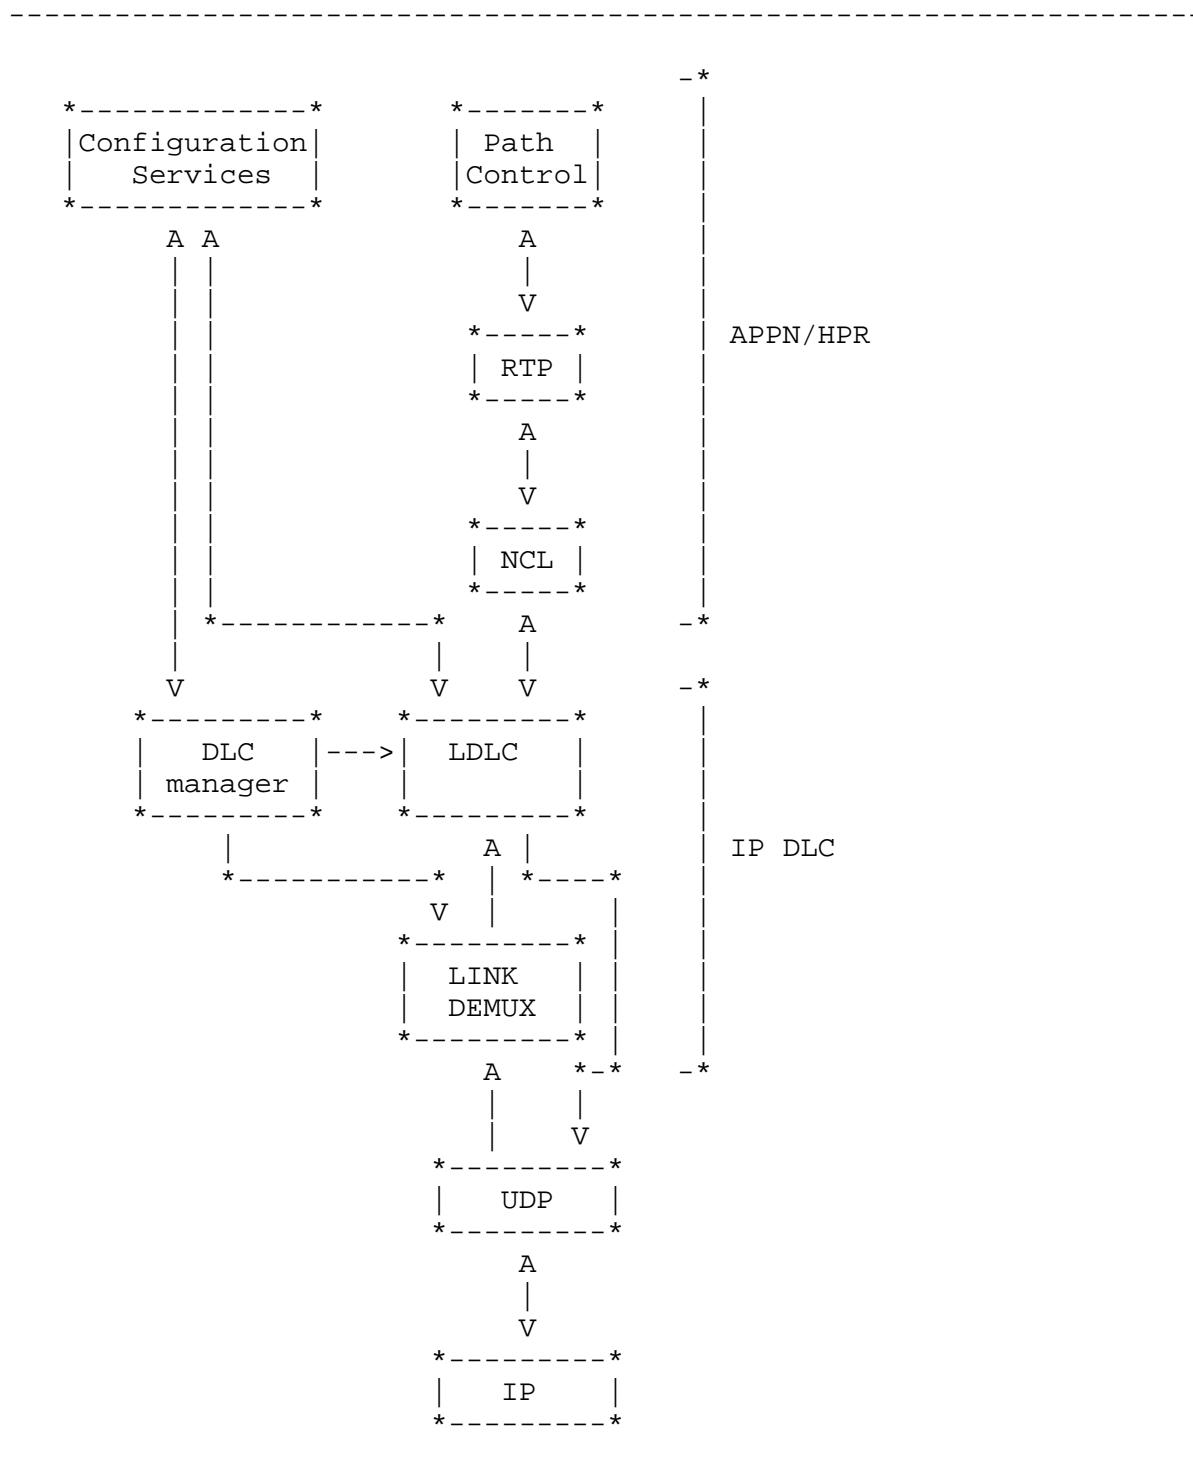 Configuration Path
Services Control
APPN/HPR
RTP
NCL
DLC LDLC
manager
IP DLC
LINK
DEMUX
UDP
IP